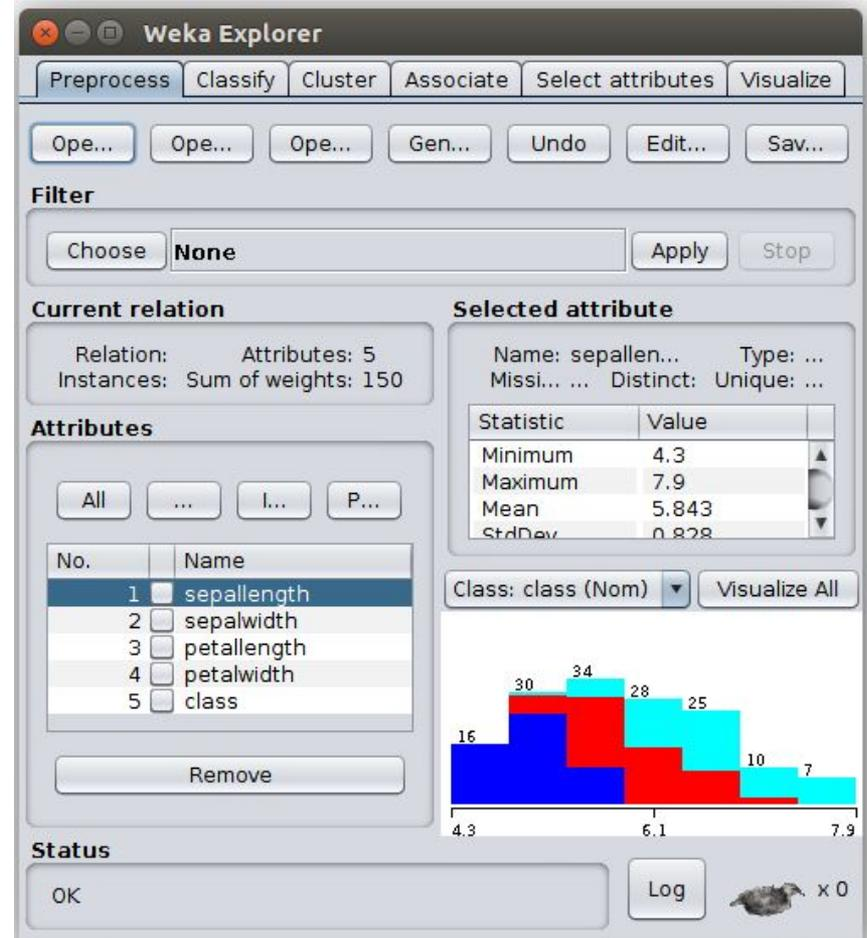 Weka Explorer
Preprocess Classify Cluster Associate Select attributes Visualize
Ope... Ope... Ope... Gen... Undo Edit... Sav...
Filter
Choose None Apply Stop
Current relation
Relation: Attributes: 5
Instances: Sum of weights: 150
Selected attribute
Name: sepallen... Type: ...
Missi... ... Distinct: Unique: ...
Statistic Value
Minimum 4.3
Maximum 7.9
Mean 5.843
StdDev 0.828
Attributes
All ... I... P...
No. Name
1 sepallength
2 sepalwidth
3 petallength
4 petalwidth
5 class
Remove
Class: class (Nom) Visualize All
16 30 34 28 25 10 7
4.3 6.1 7.9
Status
OK
Log x 0